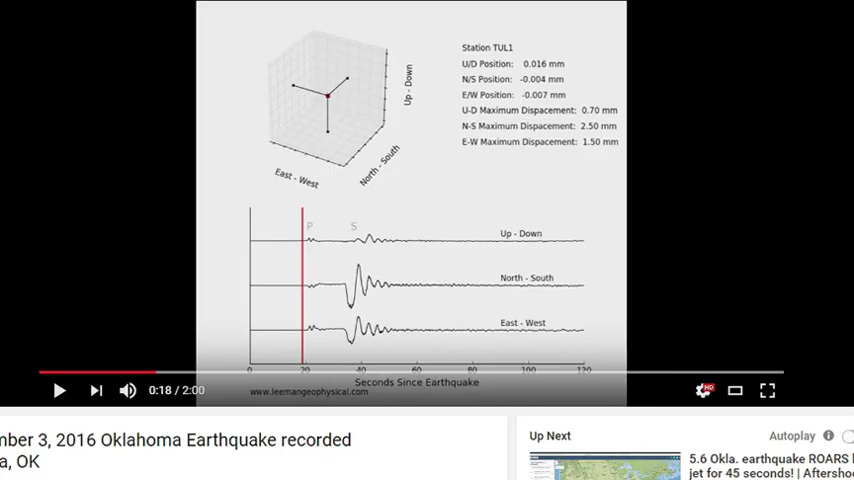 Station TUL1
U/D Position: 0.016 mm
N/S Position: -0.004 mm
E/W Position: -0.007 mm
U-D Maximum Dispacement: 0.70 mm
N-S Maximum Dispacement: 2.50 mm
E-W Maximum Dispacement: 1.50 mm
Up - Down
North - South
East - West
P
S
Up - Down
North - South
East - West
0 20 40 60 80 100 120
Seconds Since Earthquake
www.leemangeophysical.com
0:18 / 2:00
HD
mber 3, 2016 Oklahoma Earthquake recorded
a, OK
Up Next
Autoplay
5.6 Okla. earthquake ROARS
jet for 45 seconds! | Aftersho